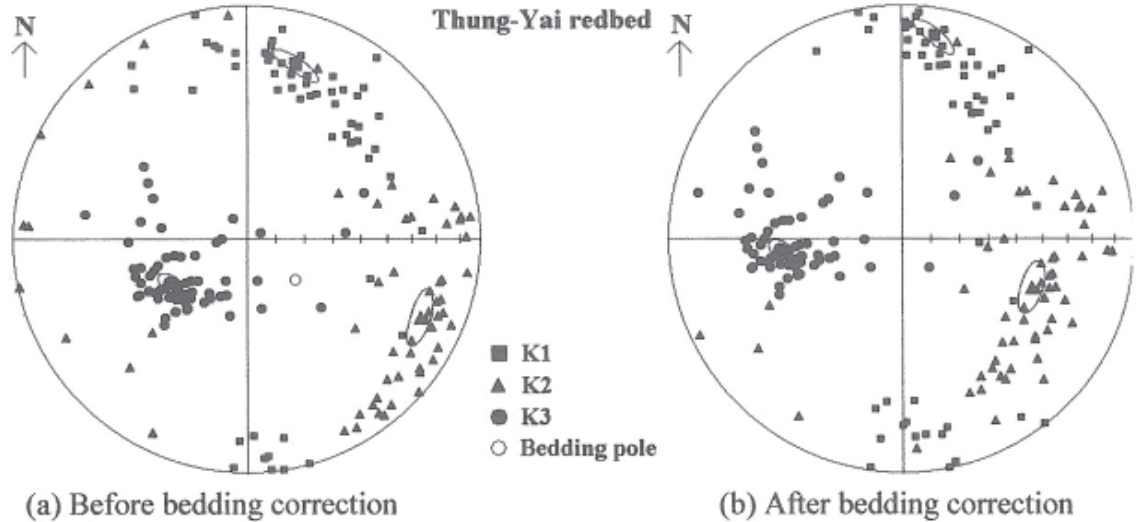 Thung-Yai redbed
N
N
K1
K2
K3
Bedding pole
(a) Before bedding correction
(b) After bedding correction